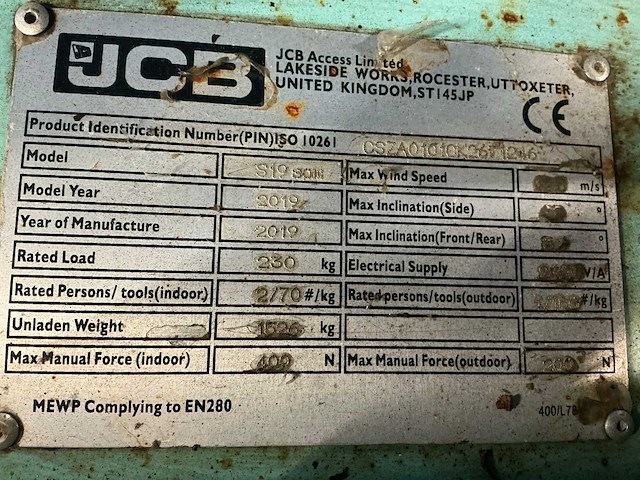 JCB
JCB Access Limited
LAKESIDE WORKS,ROCESTER,UTTOXETER,
UNITED KINGDOM,ST145JP
CE
Product Identification Number(PIN)ISO 10261
Model S19
Max Wind Speed m/s
Model Year 2019
Max Inclination(Side) °
Year of Manufacture 2019
Max Inclination(Front/Rear) °
Rated Load 230 kg
Electrical Supply V/A
Rated Persons/ tools(indoor) 2/70 #/kg
Rated persons/tools(outdoor) #/kg
Unladen Weight 1526 kg
Max Manual Force (indoor) 400 N
Max Manual Force(outdoor) N
MEWP Complying to EN280